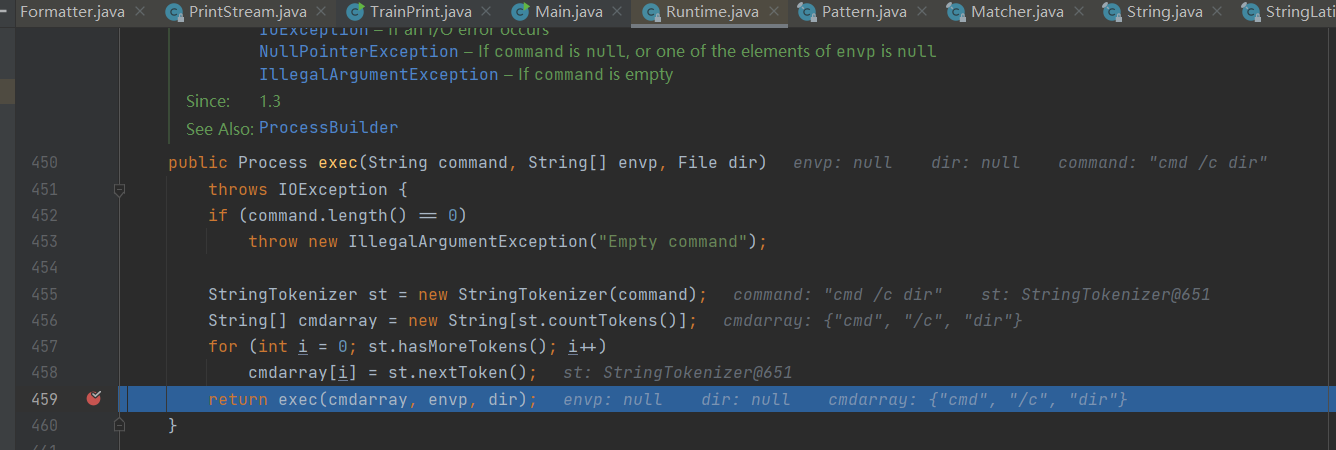 Formatter.java PrintStream.java TrainPrint.java Main.java Runtime.java Pattern.java Matcher.java String.java StringLati
IOException – If an I/O error occurs
NullPointerException – If command is null, or one of the elements of envp is null
IllegalArgumentException – If command is empty
Since: 1.3
See Also: ProcessBuilder
450 public Process exec(String command, String[] envp, File dir) envp: null dir: null command: "cmd /c dir"
451 throws IOException {
452 if (command.length() == 0)
453 throw new IllegalArgumentException("Empty command");
454
455 StringTokenizer st = new StringTokenizer(command); command: "cmd /c dir" st: StringTokenizer@651
456 String[] cmdarray = new String[st.countTokens()]; cmdarray: {"cmd", "/c", "dir"}
457 for (int i = 0; st.hasMoreTokens(); i++)
458 cmdarray[i] = st.nextToken(); st: StringTokenizer@651
459 return exec(cmdarray, envp, dir); envp: null dir: null cmdarray: {"cmd", "/c", "dir"}
460 }
461